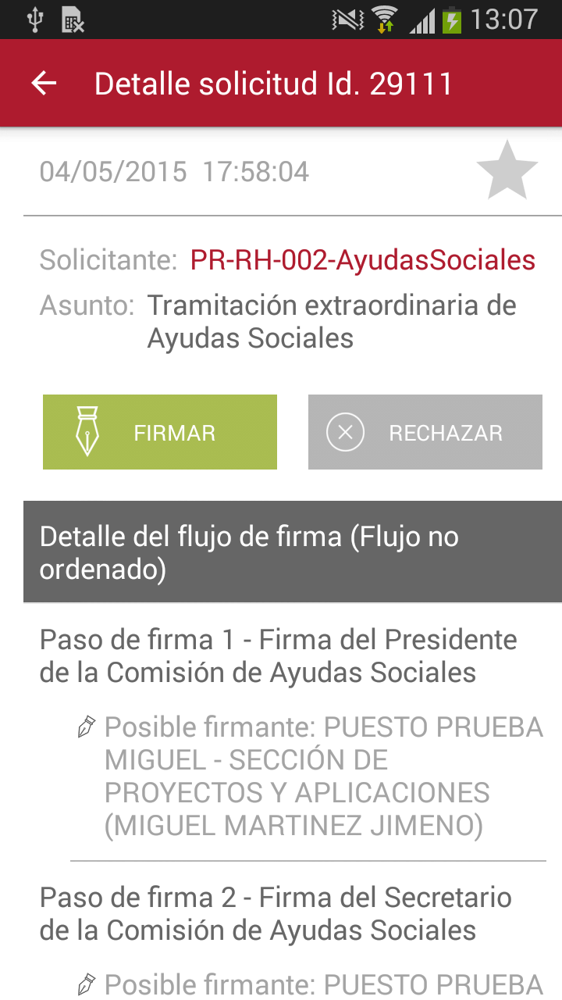 13:07
Detalle solicitud Id. 29111
04/05/2015 17:58:04
Solicitante: PR-RH-002-AyudasSociales
Asunto: Tramitación extraordinaria de
Ayudas Sociales
FIRMAR
RECHAZAR
Detalle del flujo de firma (Flujo no
ordenado)
Paso de firma 1 - Firma del Presidente
de la Comisión de Ayudas Sociales
Posible firmante: PUESTO PRUEBA
MIGUEL - SECCIÓN DE
PROYECTOS Y APLICACIONES
(MIGUEL MARTINEZ JIMENO)
Paso de firma 2 - Firma del Secretario
de la Comisión de Ayudas Sociales
Posible firmante: PUESTO PRUEBA